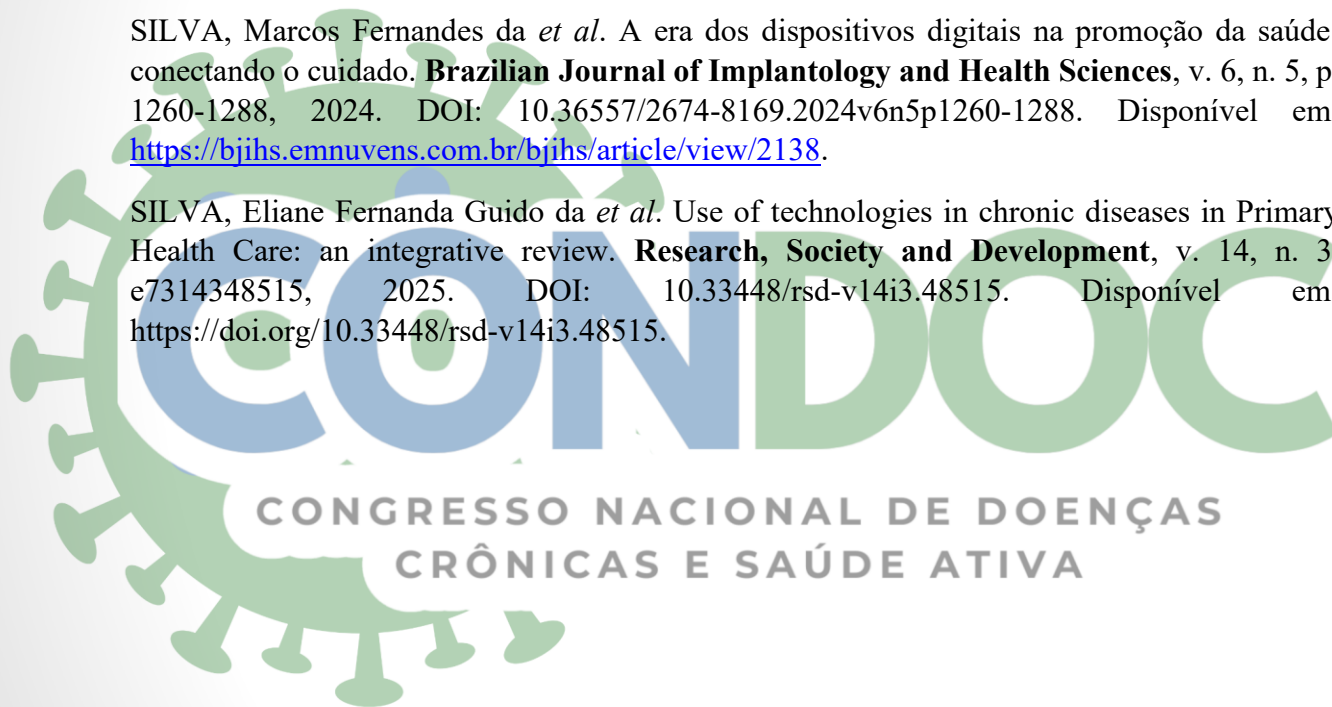 SILVA, Marcos Fernandes da et al. A era dos dispositivos digitais na promoção da saúde
conectando o cuidado. Brazilian Journal of Implantology and Health Sciences, v. 6, n. 5, p
1260-1288, 2024. DOI: 10.36557/2674-8169.2024v6n5p1260-1288. Disponível em
https://bjihs.emnuvens.com.br/bjihs/article/view/2138.
SILVA, Eliane Fernanda Guido da et al. Use of technologies in chronic diseases in Primary
Health Care: an integrative review. Research, Society and Development, v. 14, n. 3
e7314348515, 2025. DOI: 10.33448/rsd-v14i3.48515. Disponível em
https://doi.org/10.33448/rsd-v14i3.48515.
CONDOC
CONGRESSO NACIONAL DE DOENÇAS
CRÔNICAS E SAÚDE ATIVA